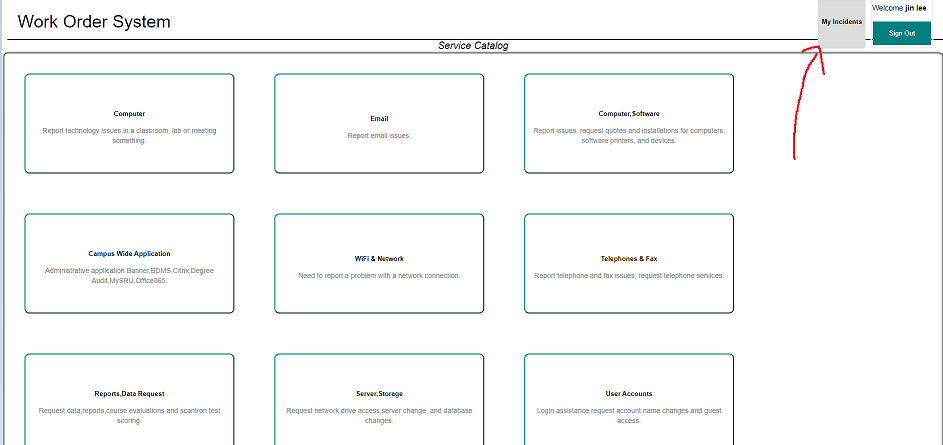 Work Order System
My Incidents
Welcome jin lee
Sign Out
Service Catalog
Computer
Report technology issues in a classroom, lab or meeting
something.
Email
Report email issues.
Computer,Software
Report issues, request quotes and installations for computers,
software printers, and devices.
Campus Wide Application
Administrative application Banner,BDMS,Citrix,Degree
Audit,MySRU,Office365.
WiFi & Network
Need to report a problem with a network connection.
Telephones & Fax
Report telephone and fax issues, request telephone services.
Reports,Data Request
Request data,reports,course evaluations and scantron test
scoring.
Server,Storage
Request network drive access,server change, and database
changes.
User Accounts
Login assistance,request account name changes and guest
access.